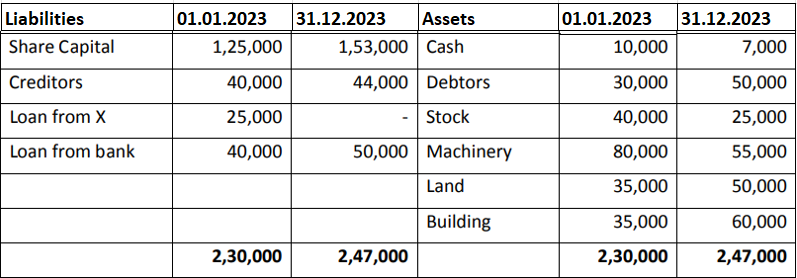 Liabilities 01.01.2023 31.12.2023 Assets 01.01.2023 31.12.2023
Share Capital 1,25,000 1,53,000 Cash 10,000 7,000
Creditors 40,000 44,000 Debtors 30,000 50,000
Loan from X 25,000 - Stock 40,000 25,000
Loan from bank 40,000 50,000 Machinery 80,000 55,000
Land 35,000 50,000
Building 35,000 60,000
2,30,000 2,47,000 2,30,000 2,47,000